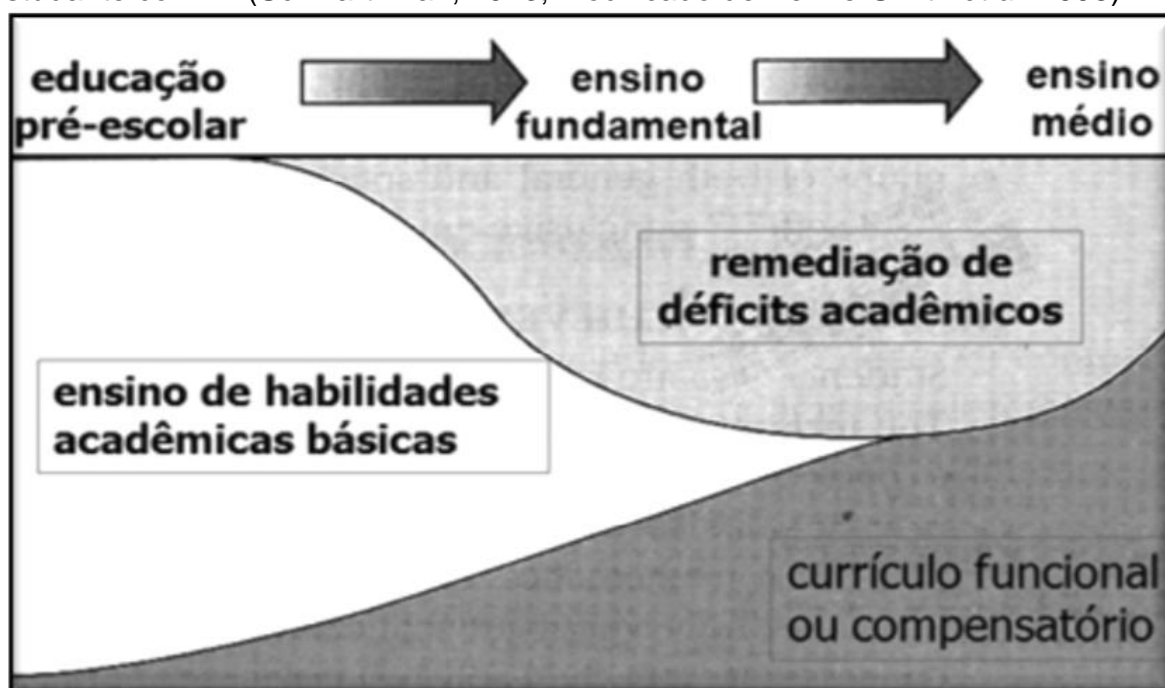 educação
pré-escolar
ensino
fundamental
ensino
médio
remediação de
déficits acadêmicos
ensino de habilidades
acadêmicas básicas
currículo funcional
ou compensatório